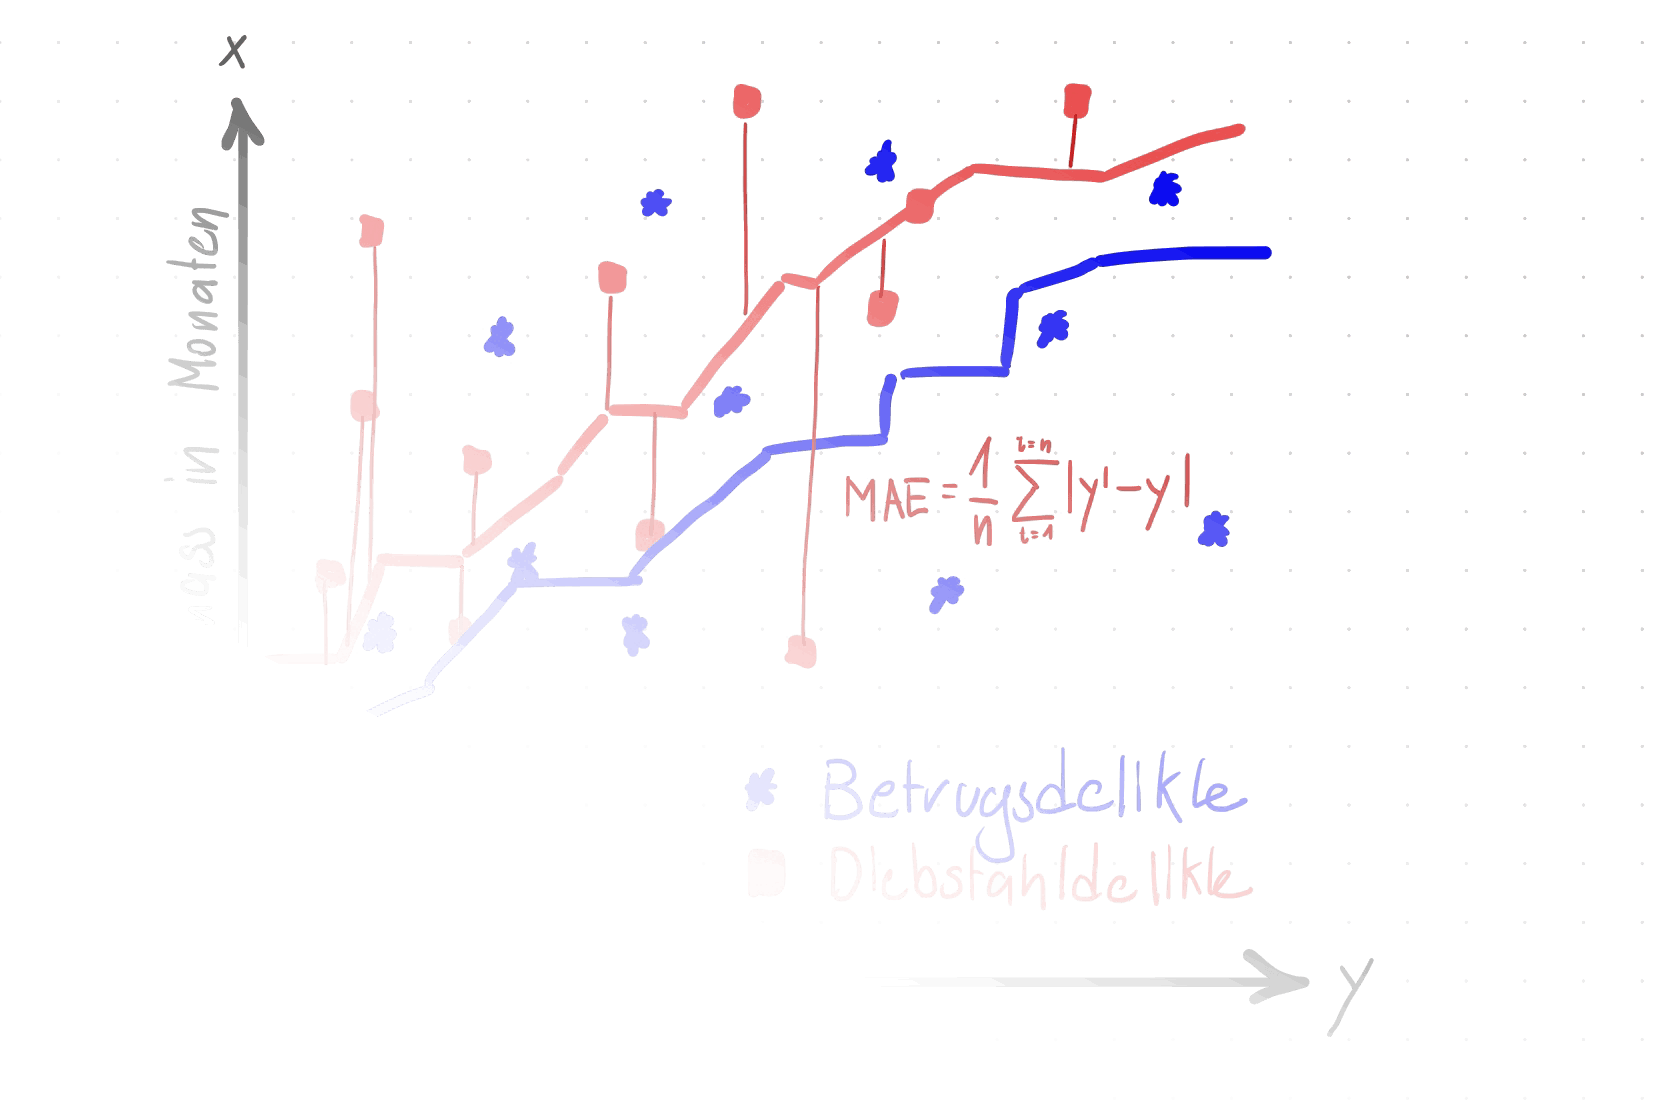 x
in Monaten
MAE = 1/n ∑ i=n i=1 |y' - y|
Betrugsdelikte
Diebstahldelikte
y